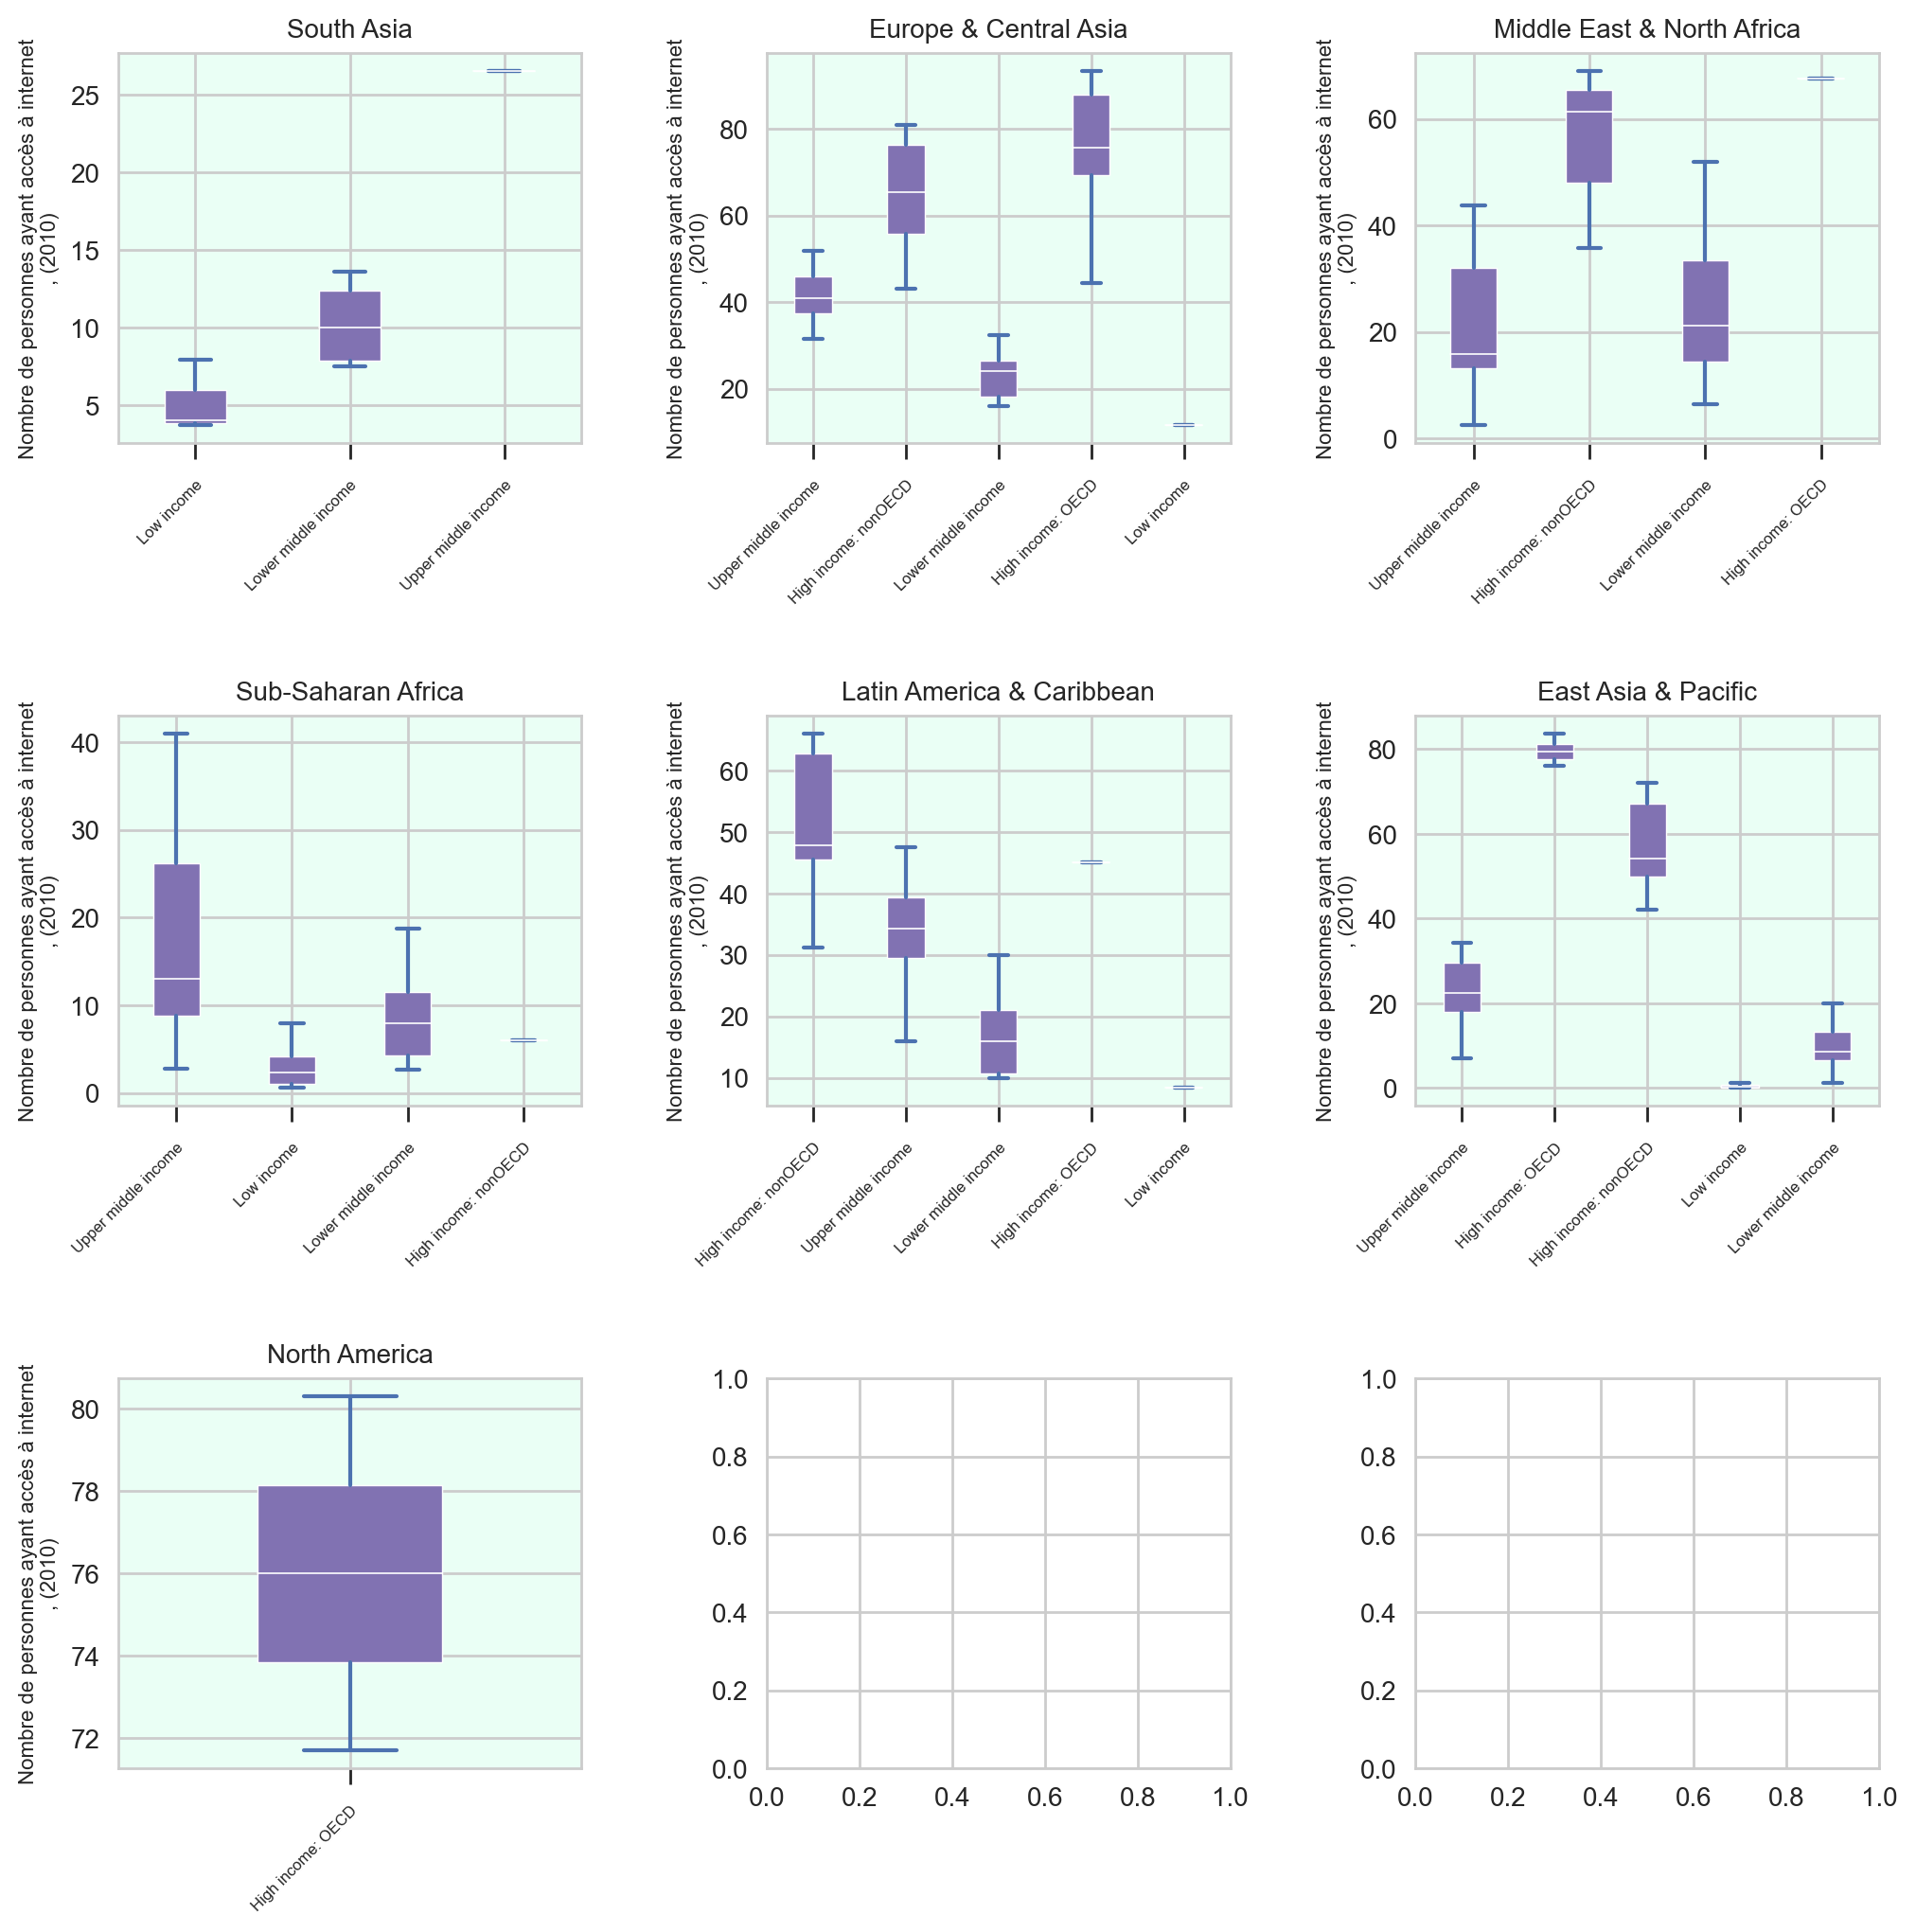 South Asia
Nombre de personnes ayant accès à internet
, (2010)
25
20
15
10
5
Low income
Lower middle income
Upper middle income
Europe & Central Asia
Nombre de personnes ayant accès à internet
, (2010)
80
60
40
20
Upper middle income
High income: nonOECD
Lower middle income
High income: OECD
Low income
Middle East & North Africa
Nombre de personnes ayant accès à internet
, (2010)
60
40
20
0
Upper middle income
High income: nonOECD
Lower middle income
High income: OECD
Sub-Saharan Africa
Nombre de personnes ayant accès à internet
, (2010)
40
30
20
10
0
Upper middle income
Low income
Lower middle income
High income: nonOECD
Latin America & Caribbean
Nombre de personnes ayant accès à internet
, (2010)
60
50
40
30
20
10
High income: nonOECD
Upper middle income
Lower middle income
High income: OECD
Low income
East Asia & Pacific
Nombre de personnes ayant accès à internet
, (2010)
80
60
40
20
0
Upper middle income
High income: OECD
High income: nonOECD
Low income
Lower middle income
North America
Nombre de personnes ayant accès à internet
, (2010)
80
78
76
74
72
High income: OECD
1.0
0.8
0.6
0.4
0.2
0.0
0.0 0.2 0.4 0.6 0.8 1.0
1.0
0.8
0.6
0.4
0.2
0.0
0.0 0.2 0.4 0.6 0.8 1.0